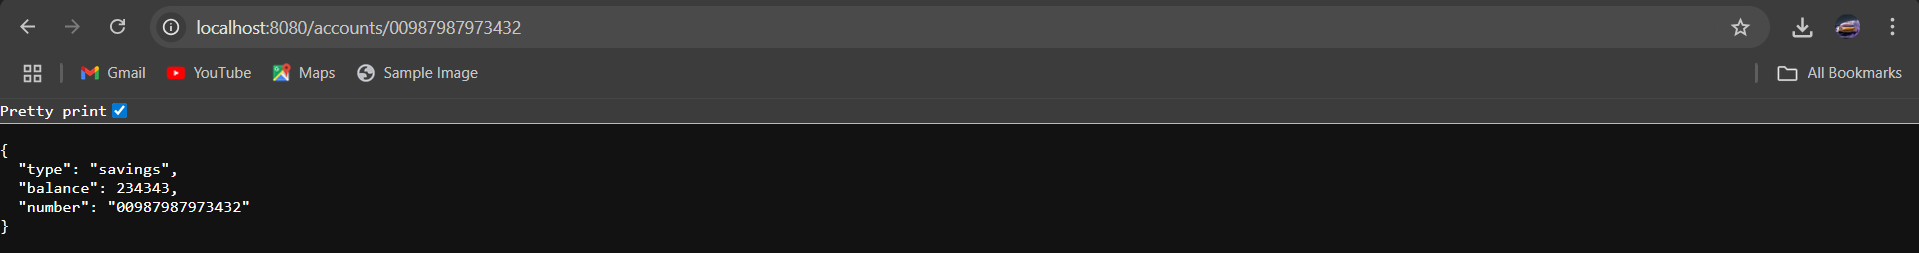 localhost:8080/accounts/00987987973432
Gmail YouTube Maps Sample Image All Bookmarks
Pretty print
{
"type": "savings",
"balance": 234343,
"number": "00987987973432"
}